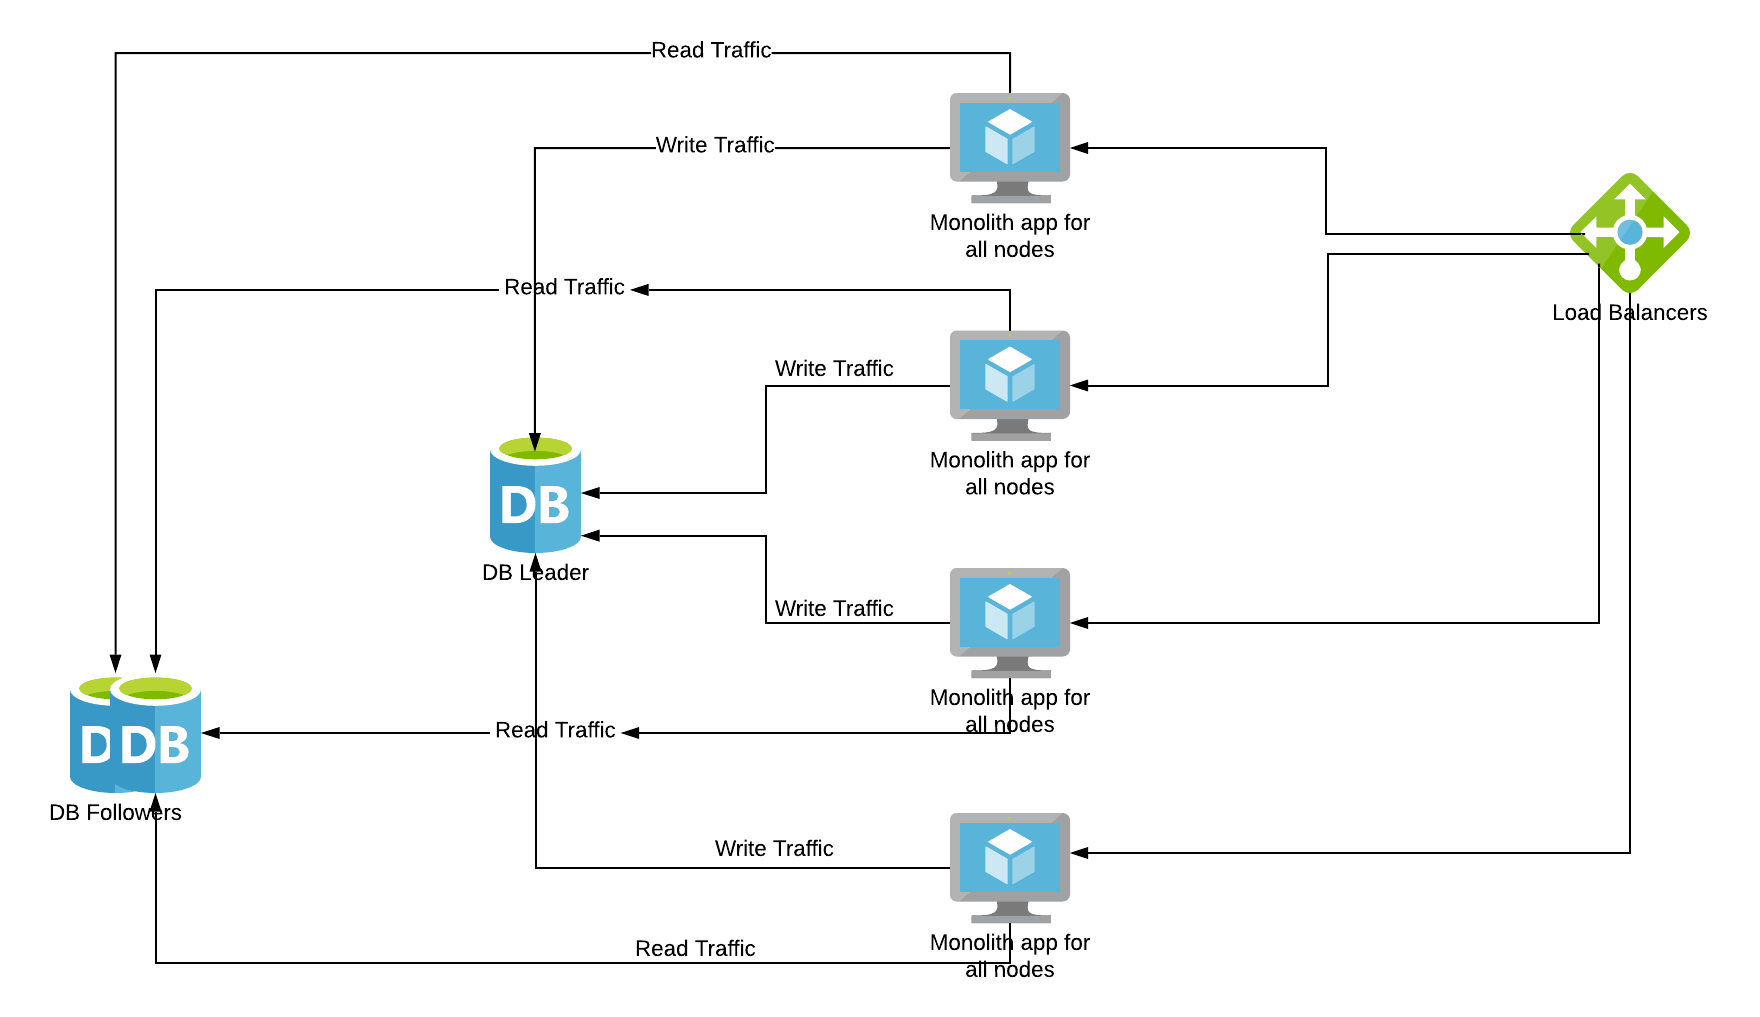 Read Traffic
Write Traffic
Monolith app for
all nodes
Read Traffic
Load Balancers
Write Traffic
Monolith app for
all nodes
DB
DB Leader
Write Traffic
Monolith app for
all nodes
Read Traffic
D
DB
DB Followers
Write Traffic
Read Traffic
Monolith app for
all nodes